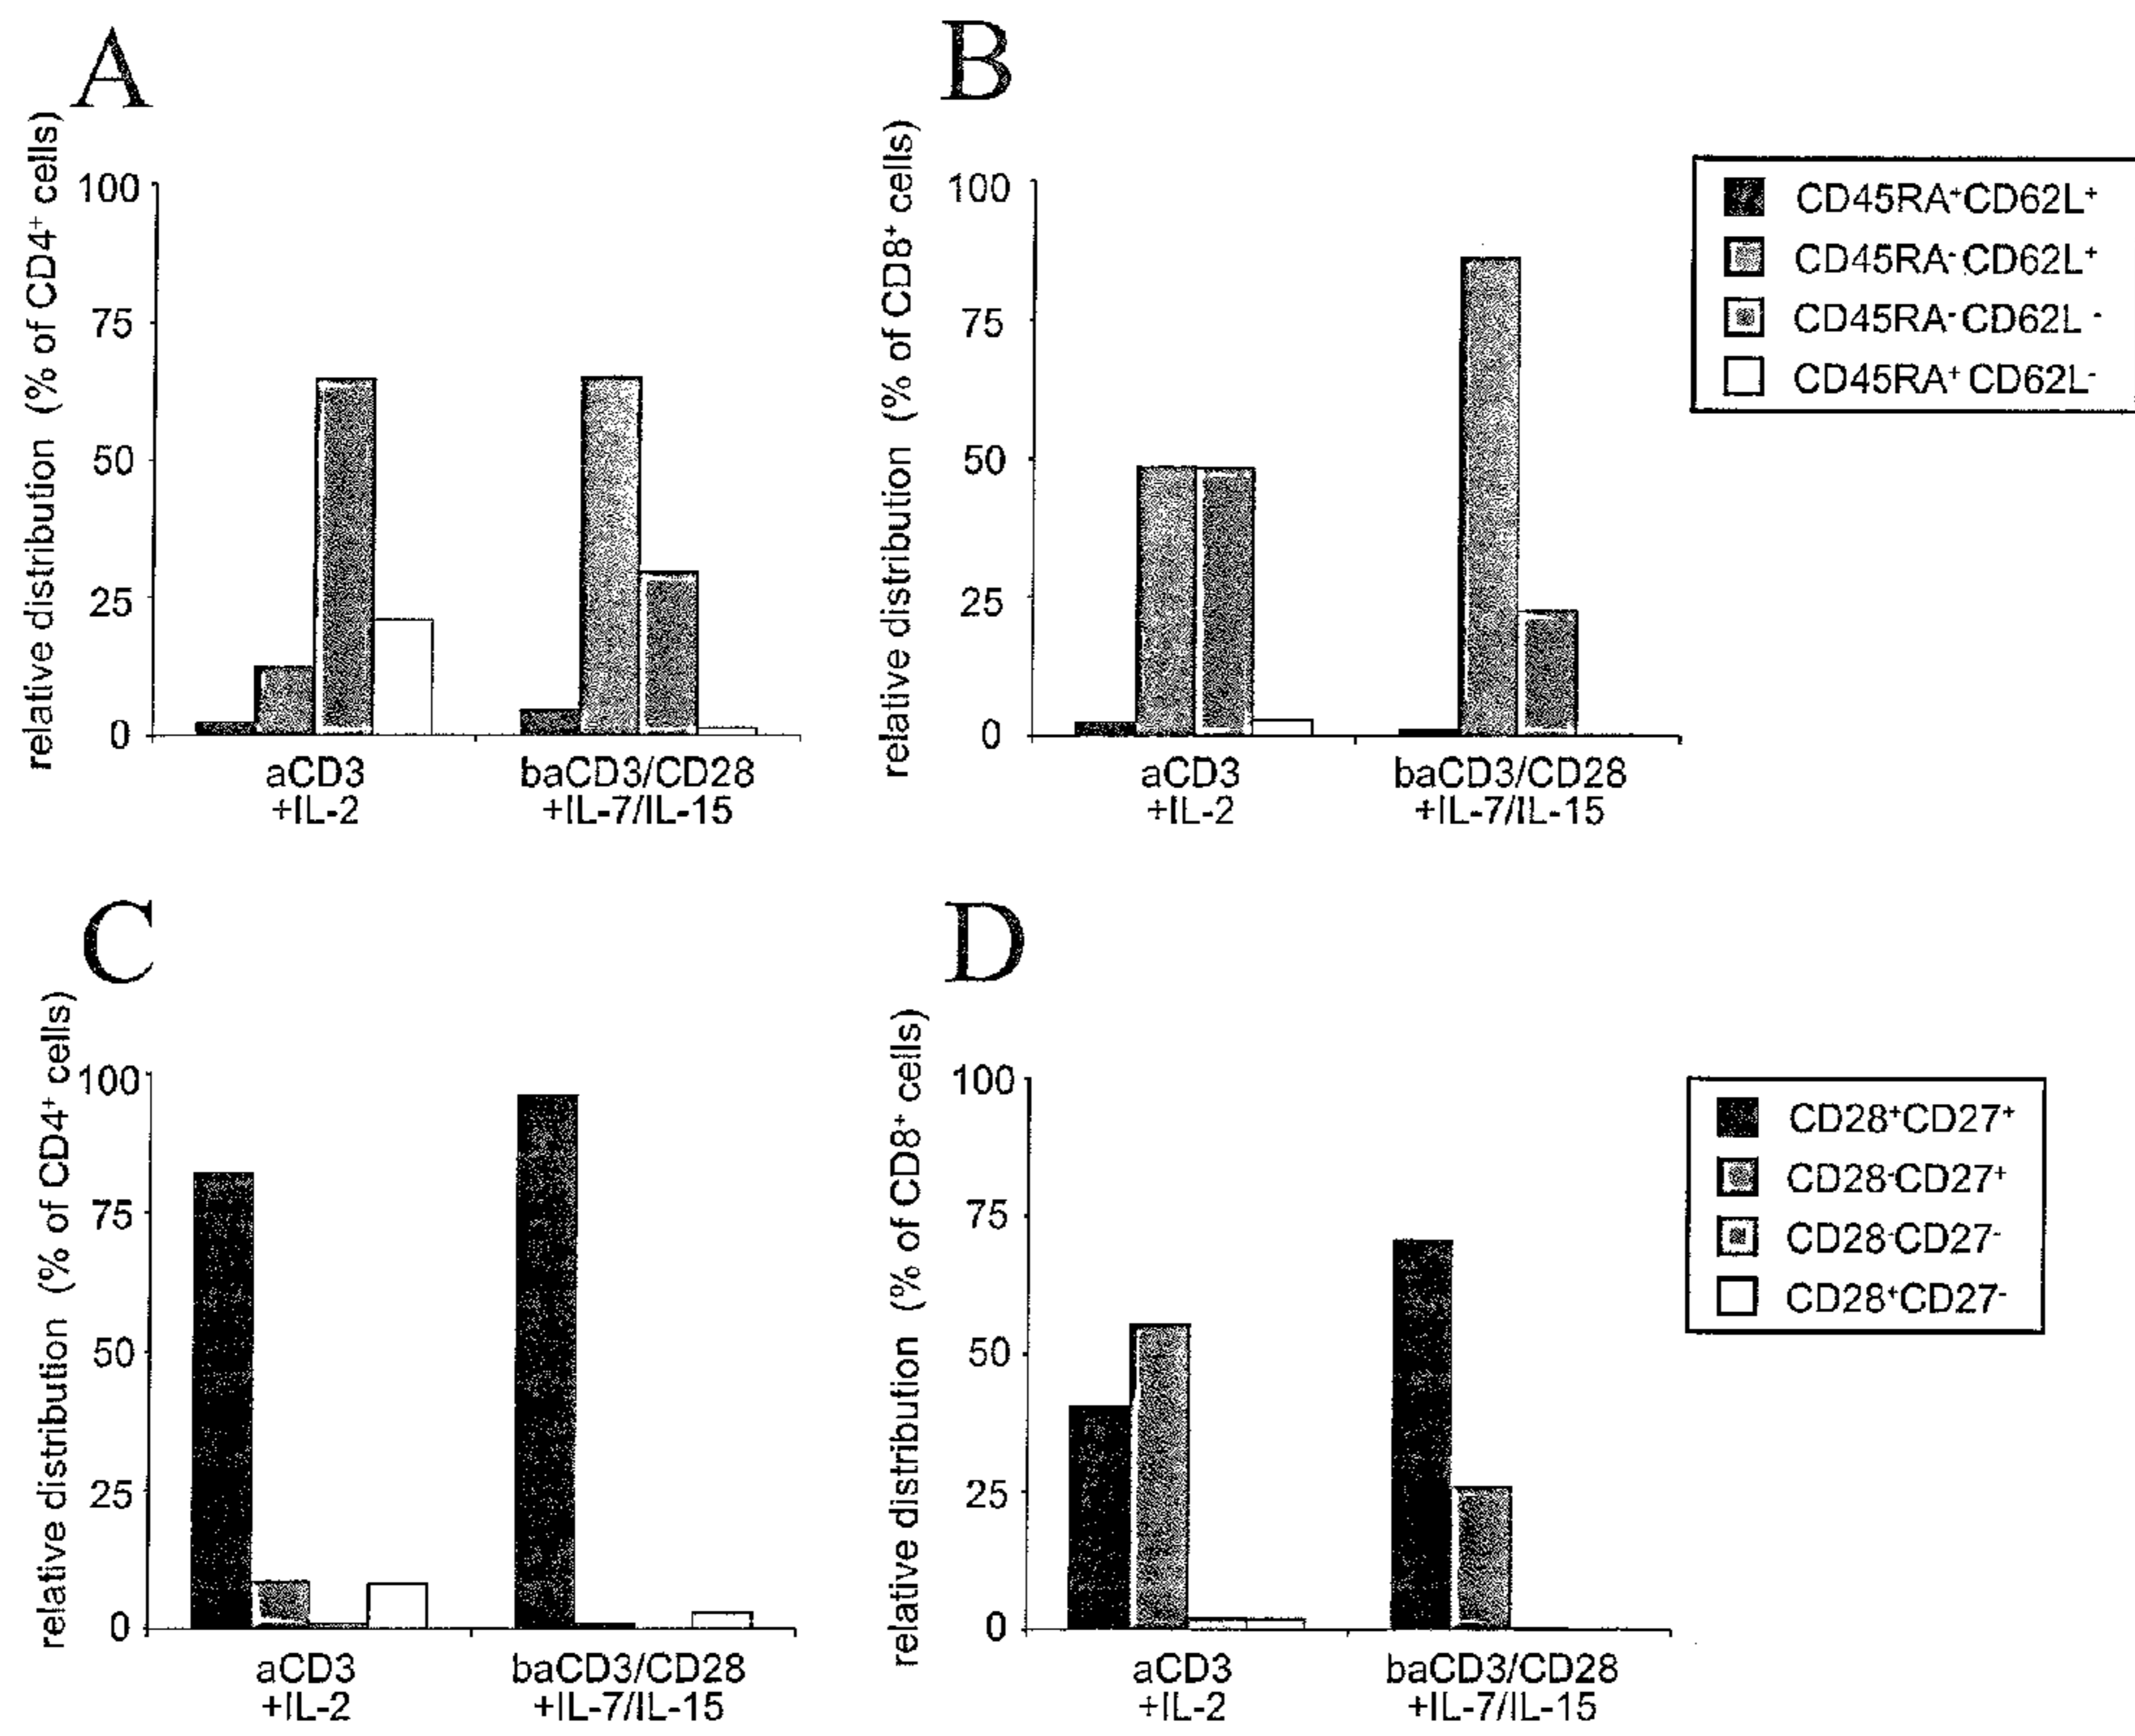 A
relative distribution (% of CD4⁺ cells)
100
75
50
25
0
aCD3
+IL-2
baCD3/CD28
+IL-7/IL-15
B
relative distribution (% of CD8⁺ cells)
100
75
50
25
0
aCD3
+IL-2
baCD3/CD28
+IL-7/IL-15
CD45RA⁺CD62L⁺
CD45RA⁻CD62L⁺
CD45RA⁻CD62L⁻
CD45RA⁺CD62L⁻
C
relative distribution (% of CD4⁺ cells)
100
75
50
25
0
aCD3
+IL-2
baCD3/CD28
+IL-7/IL-15
D
relative distribution (% of CD8⁺ cells)
100
75
50
25
0
aCD3
+IL-2
baCD3/CD28
+IL-7/IL-15
CD28⁺CD27⁺
CD28⁻CD27⁺
CD28⁻CD27⁻
CD28⁺CD27⁻